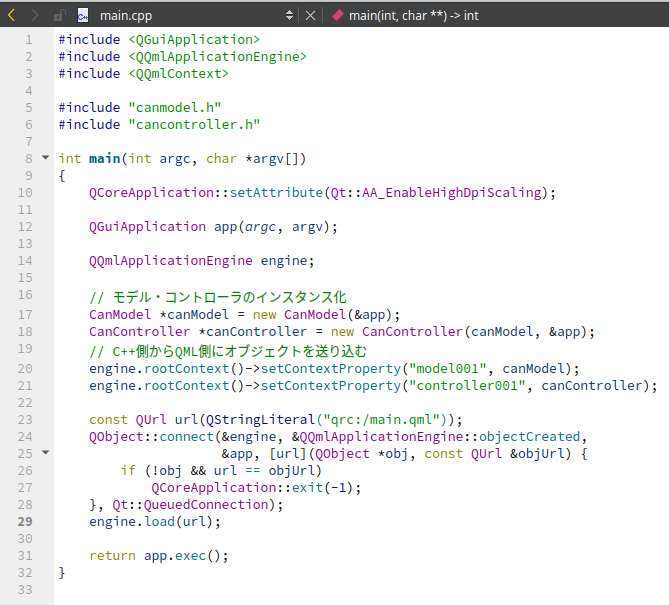 main.cpp main(int, char **) -> int
1 #include <QGuiApplication>
2 #include <QQmlApplicationEngine>
3 #include <QQmlContext>
4
5 #include "canmodel.h"
6 #include "cancontroller.h"
7
8 int main(int argc, char *argv[])
9 {
10 QCoreApplication::setAttribute(Qt::AA_EnableHighDpiScaling);
11
12 QGuiApplication app(argc, argv);
13
14 QQmlApplicationEngine engine;
15
16 // モデル・コントローラのインスタンス化
17 CanModel *canModel = new CanModel(&app);
18 CanController *canController = new CanController(canModel, &app);
19 // C++側からQML側にオブジェクトを送り込む
20 engine.rootContext()->setContextProperty("model001", canModel);
21 engine.rootContext()->setContextProperty("controller001", canController);
22
23 const QUrl url(QStringLiteral("qrc:/main.qml"));
24 QObject::connect(&engine, &QQmlApplicationEngine::objectCreated,
25 &app, [url](QObject *obj, const QUrl &objUrl) {
26 if (!obj && url == objUrl)
27 QCoreApplication::exit(-1);
28 }, Qt::QueuedConnection);
29 engine.load(url);
30
31 return app.exec();
32 }
33